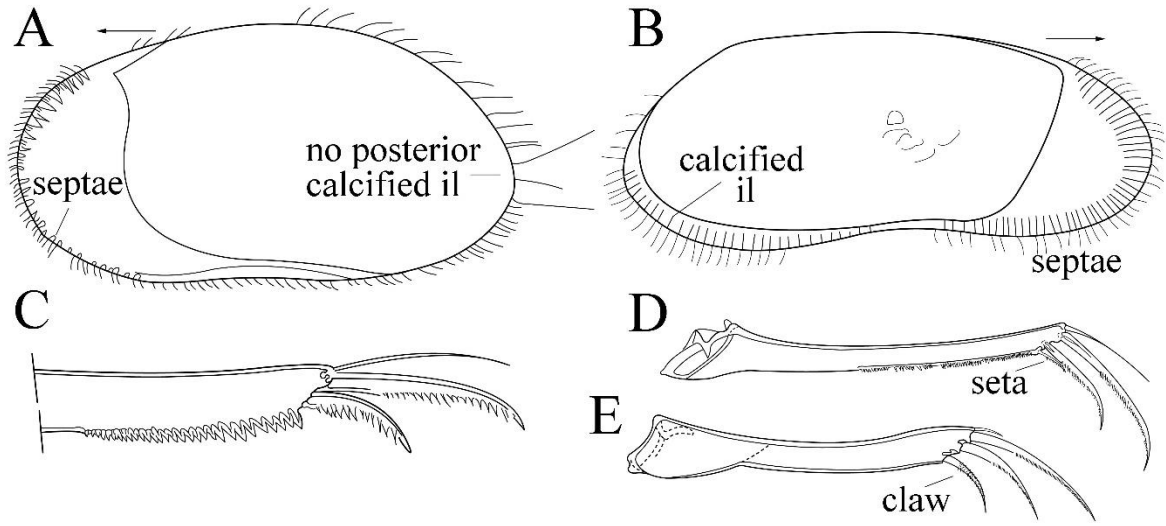 A
B
no posterior
calcified il
septae
calcified
il
septae
C
D
seta
E
claw